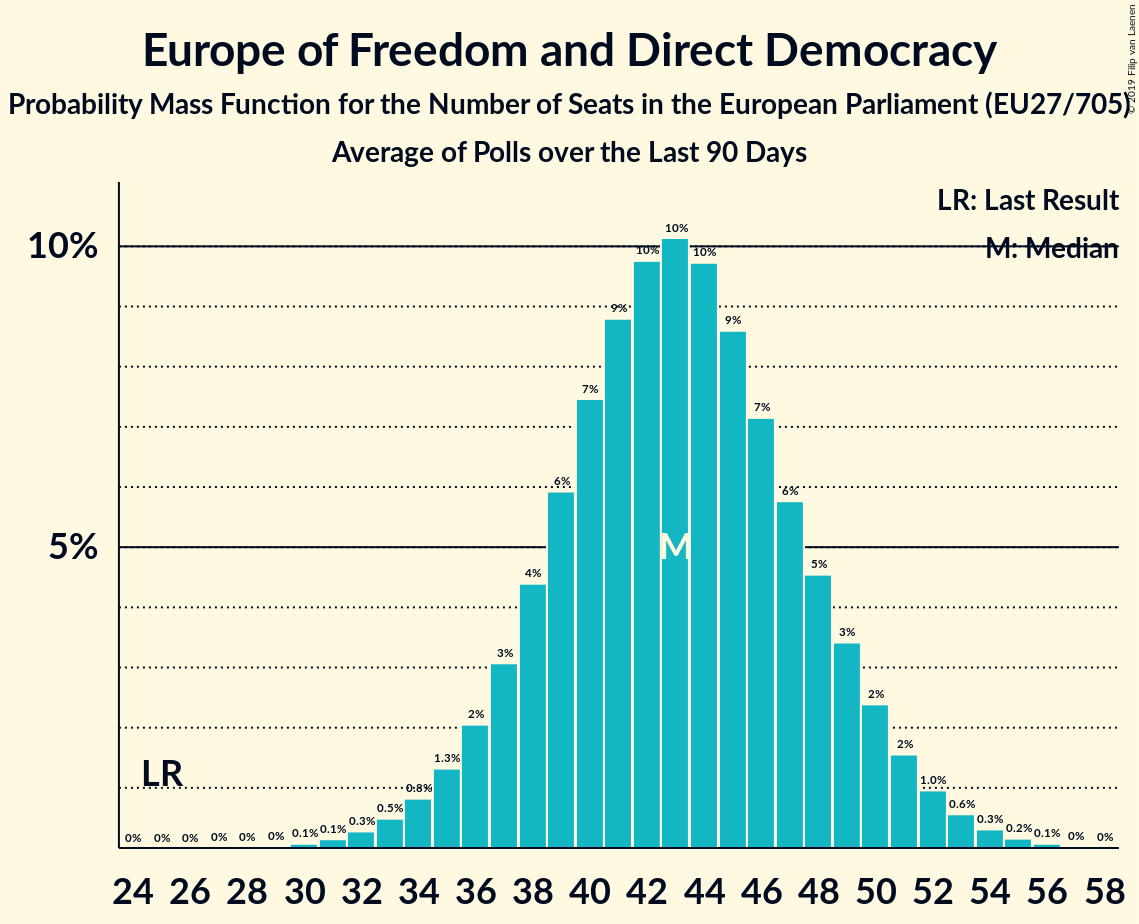 Europe of Freedom and Direct Democracy
Probability Mass Function for the Number of Seats in the European Parliament (EU27/705)
Average of Polls over the Last 90 Days
© 2019 Filip van Laenen
LR: Last Result
M: Median
10%
5%
LR
M
0% 0% 0% 0% 0% 0% 0.1% 0.1% 0.3% 0.5% 0.8% 1.3% 2% 3% 4% 6% 7% 9% 10% 10% 10% 9% 7% 6% 5% 3% 2% 2% 1.0% 0.6% 0.3% 0.2% 0.1% 0% 0%
24 26 28 30 32 34 36 38 40 42 44 46 48 50 52 54 56 58